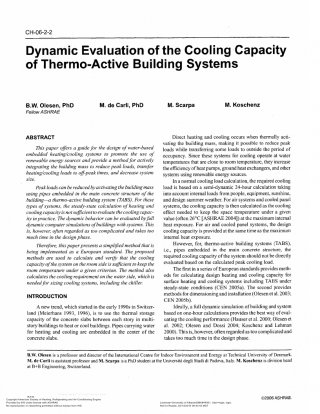 CH-06-2-2
Dynamic Evaluation of the Cooling Capacity
of Thermo-Active Building Systems
B.W. Olesen, PhD M. de Carli, PhD M. Scarpa M. Koschenz
Fellow ASHRAE
ABSTRACT
This paper offers a guide for the design of water-based
embedded heating/cooling systems to promote the use of
renewable energy sources and provide a method for actively
integrating the building mass to reduce peak loads, transfer
heating/cooling loads to off-peak times, and decrease system
size.
Peak loads can be reduced by activating the building mass
using pipes embedded in the main concrete structure of the
building—a thermo-active building system (TABS). For these
types of systems, the steady-state calculation of heating and
cooling capacity is not sufficient to evaluate the cooling capac-
ity in practice. The dynamic behavior can be evaluated by full
dynamic computer simulations of buildings with systems. This
is, however, often regarded as too complicated and takes too
much time in the design phase.
Therefore, this paper presents a simplified method that is
being implemented as a European standard. The proposed
methods are used to calculate and verify that the cooling
capacity of the system on the room side is sufficient to keep the
room temperature under a given criterion. The method also
calculates the cooling requirement on the water side, which is
needed for sizing cooling systems, including the chiller.
INTRODUCTION
A new trend, which started in the early 1990s in Switzer-
land (Meierhans 1993, 1996), is to use the thermal storage
capacity of the concrete slabs between each story in multi-
story buildings to heat or cool buildings. Pipes carrying water
for heating and cooling are embedded in the center of the
concrete slabs.
Direct heating and cooling occurs when thermally acti-
vating the building mass, making it possible to reduce peak
loads while transferring some loads to outside the period of
occupancy. Since these systems for cooling operate at water
temperatures that are close to room temperature, they increase
the efficiency of heat pumps, ground heat exchangers, and other
systems using renewable energy sources.
In a normal cooling load calculation, the required cooling
load is based on a semi-dynamic 24-hour calculation taking
into account internal loads from people, equipment, sunshine,
and design summer weather. For air systems and cooled panel
systems, the cooling capacity is then calculated as the cooling
effect needed to keep the space temperature under a given
value (often 26°C [ASHRAE 2004]) at the maximum internal
heat exposure. For an air and cooled panel system, the design
cooling capacity is provided at the same time as the maximum
internal heat exposure.
However, for, thermo-active building systems (TABS),
i.e., pipes embedded in the main concrete structure, the
required cooling capacity of the system should not be directly
evaluated based on the calculated peak cooling load.
The first in a series of European standards provides meth-
ods for calculating design heating and cooling capacity for
surface heating and cooling systems including TABS under
steady-state conditions (CEN 2005a). The second provides
methods for dimensioning and installation (Olesen et al. 2003;
CEN 2005b).
Ideally, a full dynamic simulation of building and system
based on one-hour calculations provides the best way of eval-
uating the cooling performance (Hauser et al. 2000; Olesen et
al. 2002; Olesen and Dossi 2004, Koschenz and Lehmann
2000). This is, however, often regarded as too complicated and
takes too much time in the design phase.
B.W. Olesen is a professor and director of the International Centre for Indoor Environment and Energy at Technical University of Denmark.
M. de Carli is assistant professor and M. Scarpa is a PhD student at the Università degli Studi di Padova, Italy. M. Koschenz is division head
at B+B Engineering, Switzerland.
©2006 ASHRAE